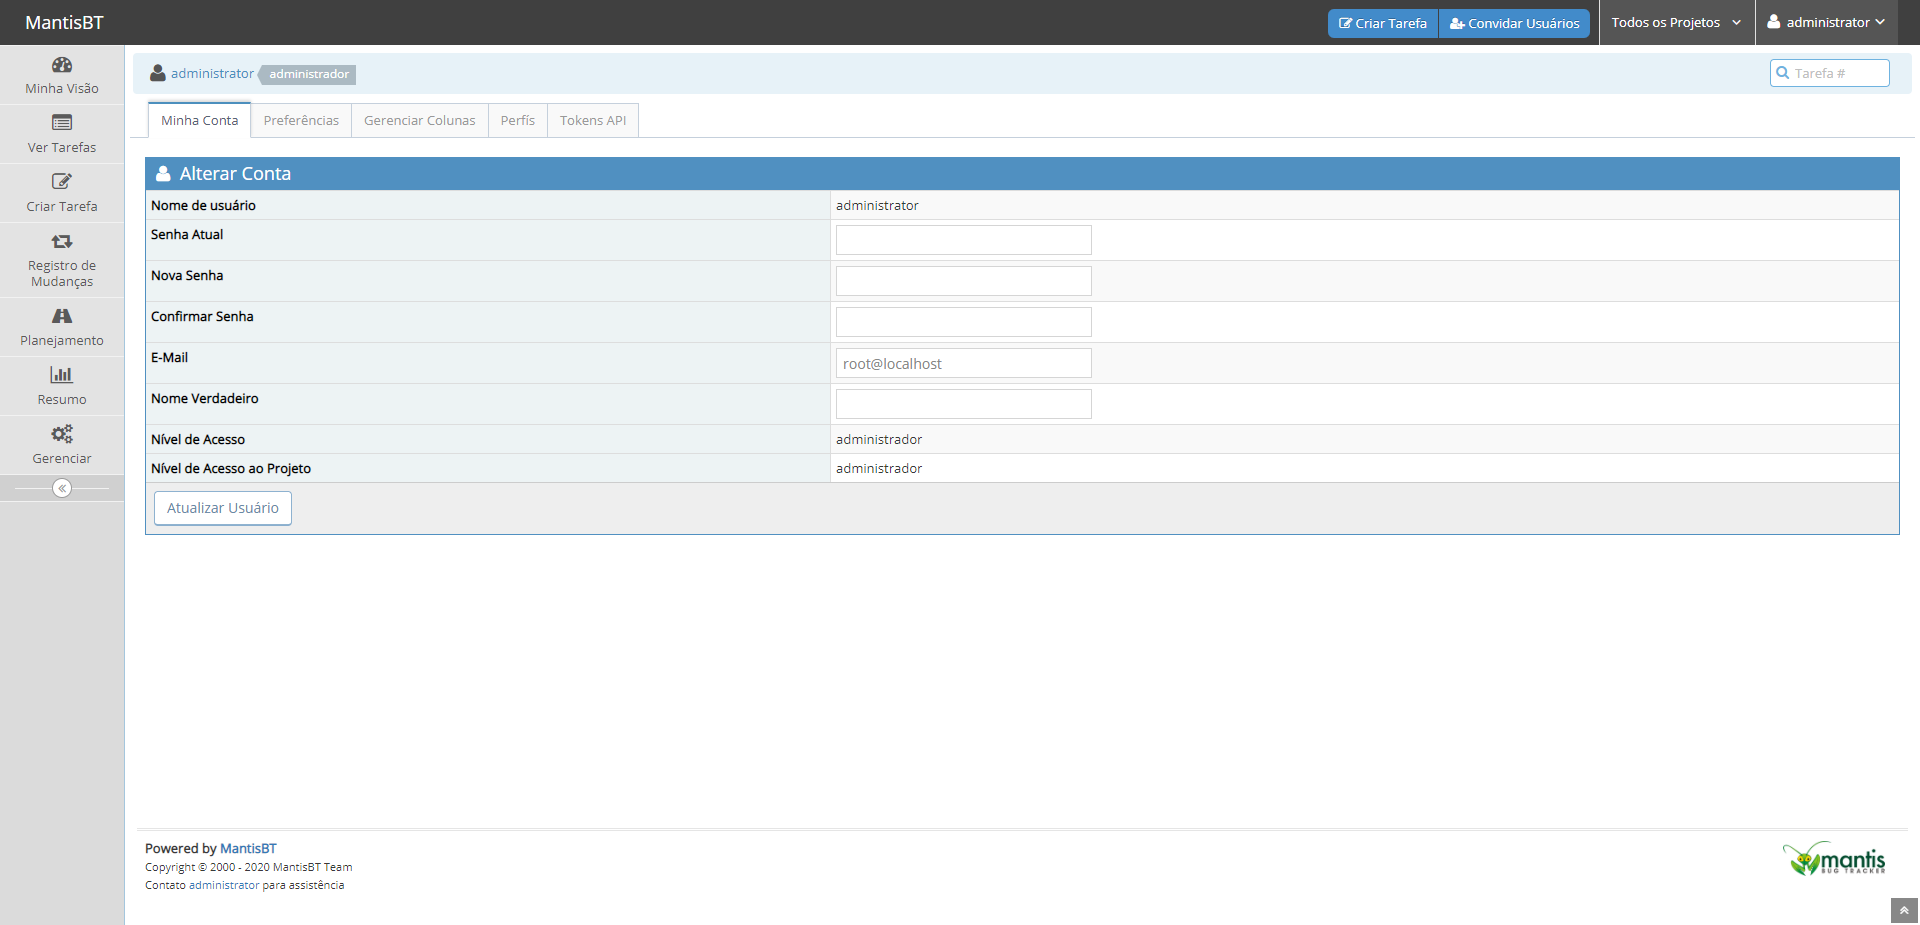 MantisBT
Criar Tarefa
Convidar Usuários
Todos os Projetos
administrator
Minha Visão
Ver Tarefas
Criar Tarefa
Registro de
Mudanças
Planejamento
Resumo
Gerenciar
administrator administrador
Tarefa #
Minha Conta
Preferências
Gerenciar Colunas
Perfís
Tokens API
Alterar Conta
Nome de usuário administrator
Senha Atual
Nova Senha
Confirmar Senha
E-Mail root@localhost
Nome Verdadeiro
Nível de Acesso administrador
Nível de Acesso ao Projeto administrador
Atualizar Usuário
Powered by MantisBT
Copyright © 2000 - 2020 MantisBT Team
Contato administrator para assistência
mantis
BUG TRACKER